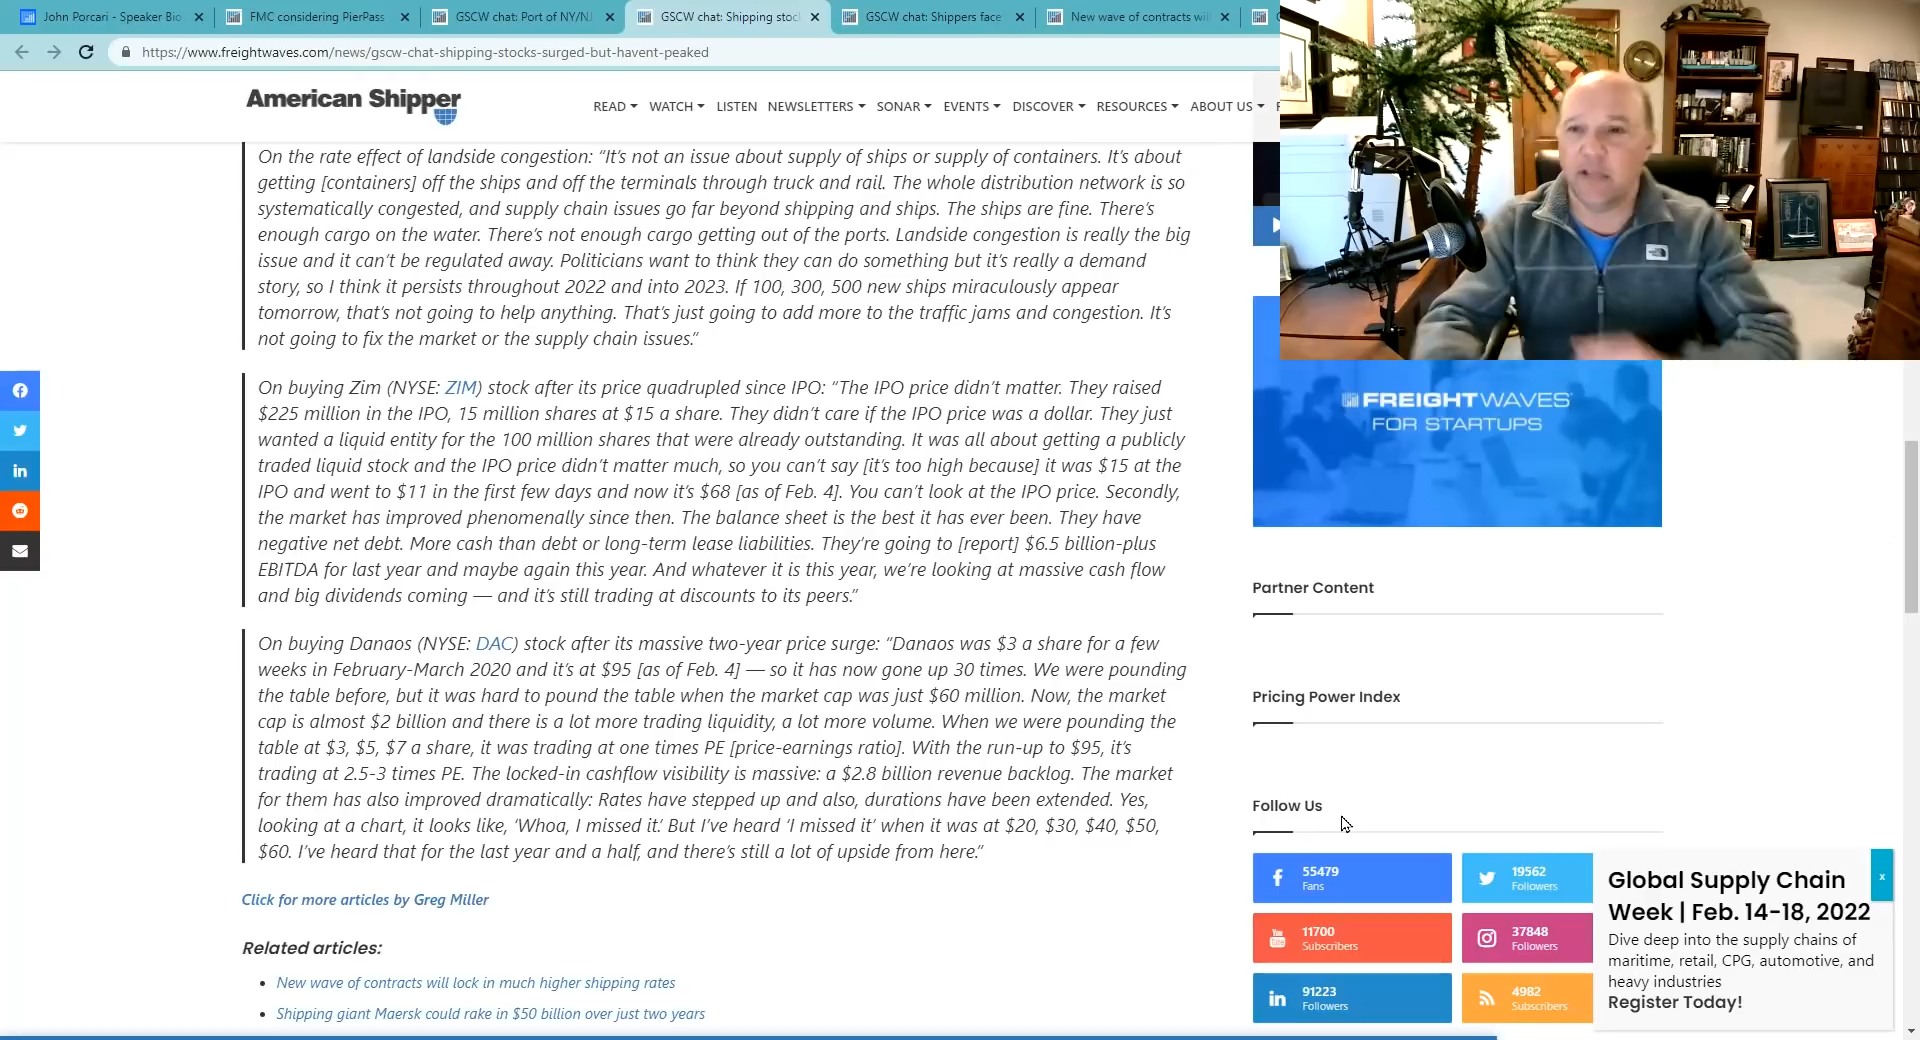 John Porcari - Speaker Bio
FMC considering PierPass
GSCW chat: Port of NY/NJ
GSCW chat: Shipping stoc
GSCW chat: Shippers face
New wave of contracts wil
https://www.freightwaves.com/news/gscw-chat-shipping-stocks-surged-but-havent-peaked
American Shipper
READ WATCH LISTEN NEWSLETTERS SONAR EVENTS DISCOVER RESOURCES ABOUT US
On the rate effect of landside congestion: “It’s not an issue about supply of ships or supply of containers. It’s about
getting [containers] off the ships and off the terminals through truck and rail. The whole distribution network is so
systematically congested, and supply chain issues go far beyond shipping and ships. The ships are fine. There’s
enough cargo on the water. There’s not enough cargo getting out of the ports. Landside congestion is really the big
issue and it can’t be regulated away. Politicians want to think they can do something but it’s really a demand
story, so I think it persists throughout 2022 and into 2023. If 100, 300, 500 new ships miraculously appear
tomorrow, that’s not going to help anything. That’s just going to add more to the traffic jams and congestion. It’s
not going to fix the market or the supply chain issues.”
On buying Zim (NYSE: ZIM) stock after its price quadrupled since IPO: “The IPO price didn’t matter. They raised
$225 million in the IPO, 15 million shares at $15 a share. They didn’t care if the IPO price was a dollar. They just
wanted a liquid entity for the 100 million shares that were already outstanding. It was all about getting a publicly
traded liquid stock and the IPO price didn’t matter much, so you can’t say [it’s too high because] it was $15 at the
IPO and went to $11 in the first few days and now it’s $68 [as of Feb. 4]. You can’t look at the IPO price. Secondly,
the market has improved phenomenally since then. The balance sheet is the best it has ever been. They have
negative net debt. More cash than debt or long-term lease liabilities. They’re going to [report] $6.5 billion-plus
EBITDA for last year and maybe again this year. And whatever it is this year, we’re looking at massive cash flow
and big dividends coming — and it’s still trading at discounts to its peers.”
On buying Danaos (NYSE: DAC) stock after its massive two-year price surge: “Danaos was $3 a share for a few
weeks in February-March 2020 and it’s at $95 [as of Feb. 4] — so it has now gone up 30 times. We were pounding
the table before, but it was hard to pound the table when the market cap was just $60 million. Now, the market
cap is almost $2 billion and there is a lot more trading liquidity, a lot more volume. When we were pounding the
table at $3, $5, $7 a share, it was trading at one times PE [price-earnings ratio]. With the run-up to $95, it’s
trading at 2.5-3 times PE. The locked-in cashflow visibility is massive: a $2.8 billion revenue backlog. The market
for them has also improved dramatically: Rates have stepped up and also, durations have been extended. Yes,
looking at a chart, it looks like, ‘Whoa, I missed it.’ But I’ve heard ‘I missed it’ when it was at $20, $30, $40, $50,
$60. I’ve heard that for the last year and a half, and there’s still a lot of upside from here.”
Click for more articles by Greg Miller
Related articles:
New wave of contracts will lock in much higher shipping rates
Shipping giant Maersk could rake in $50 billion over just two years
FREIGHTWAVES
FOR STARTUPS
Partner Content
Pricing Power Index
Follow Us
55479
Fans
19562
Followers
11700
Subscribers
37848
Followers
91223
Followers
4982
Subscribers
Global Supply Chain
Week | Feb. 14-18, 2022
Dive deep into the supply chains of
maritime, retail, CPG, automotive, and
heavy industries
Register Today!
x